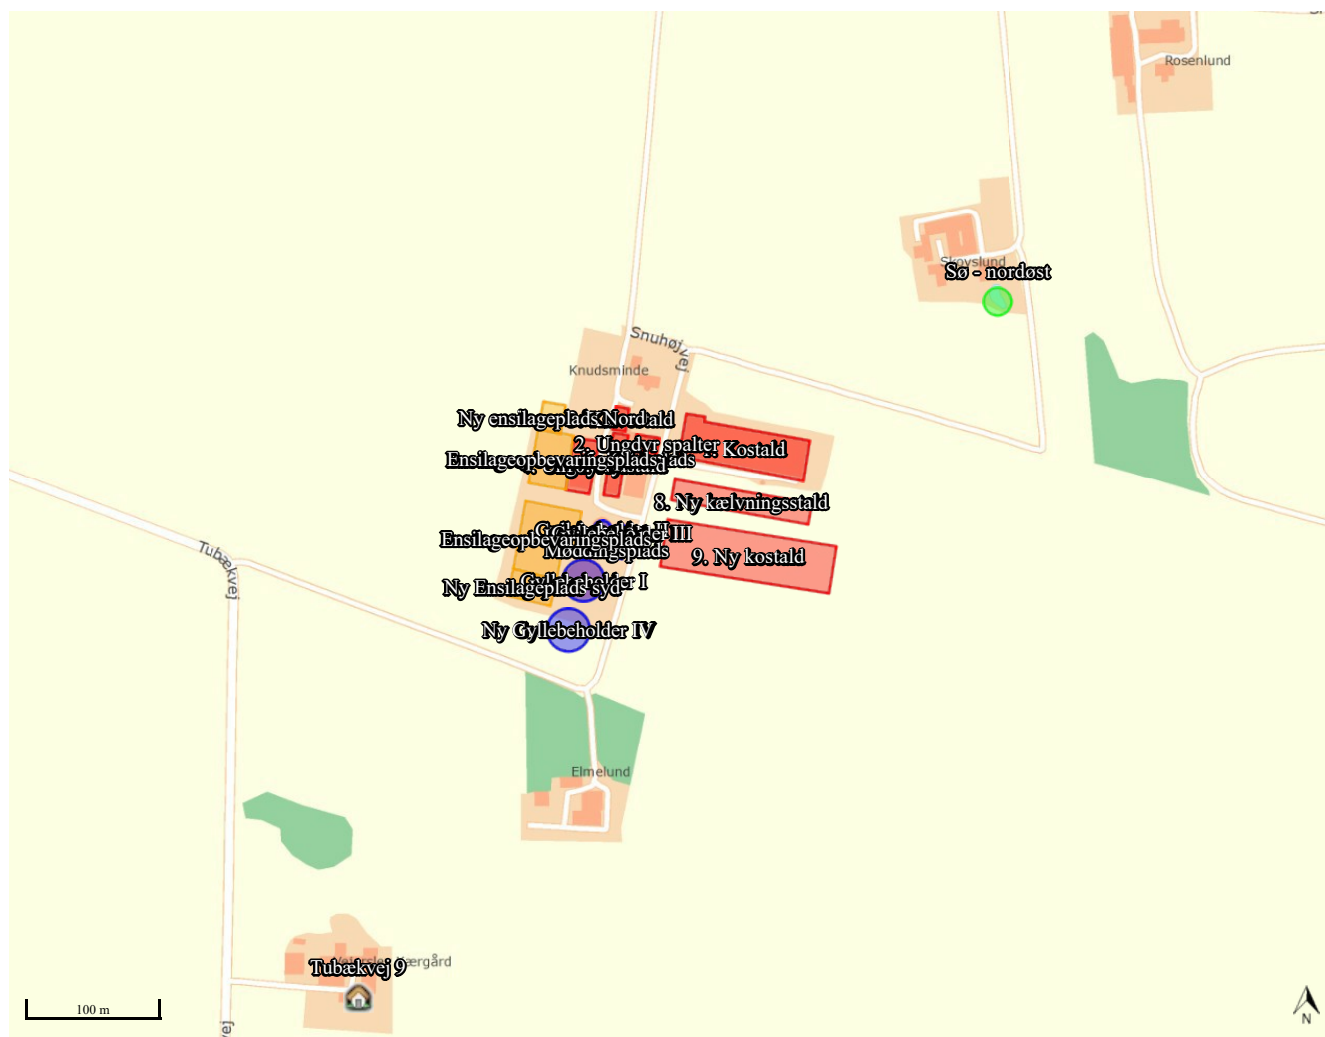 Rosenlund
Skovslund
Sø - nordøst
Snuhøjvej
Knudsminde
Ny ensilageplads Nord
2. Ungdyr spalter
Kostald
Ensilageopbevaringsplads
8. Ny kælvningsstald
Ensilageopbevaringsplads
Møddingsplads
9. Ny kostald
Gyllebeholder I
Ny Ensilageplads syd
Ny Gyllebeholder IV
Tubækvej
Elmelund
Tubækvej 9
100 m
N